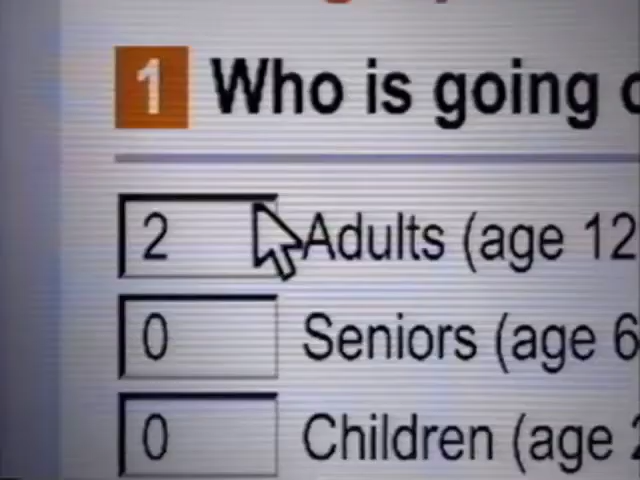 1 Who is going
2 Adults (age 12
0 Seniors (age 6
0 Children (age